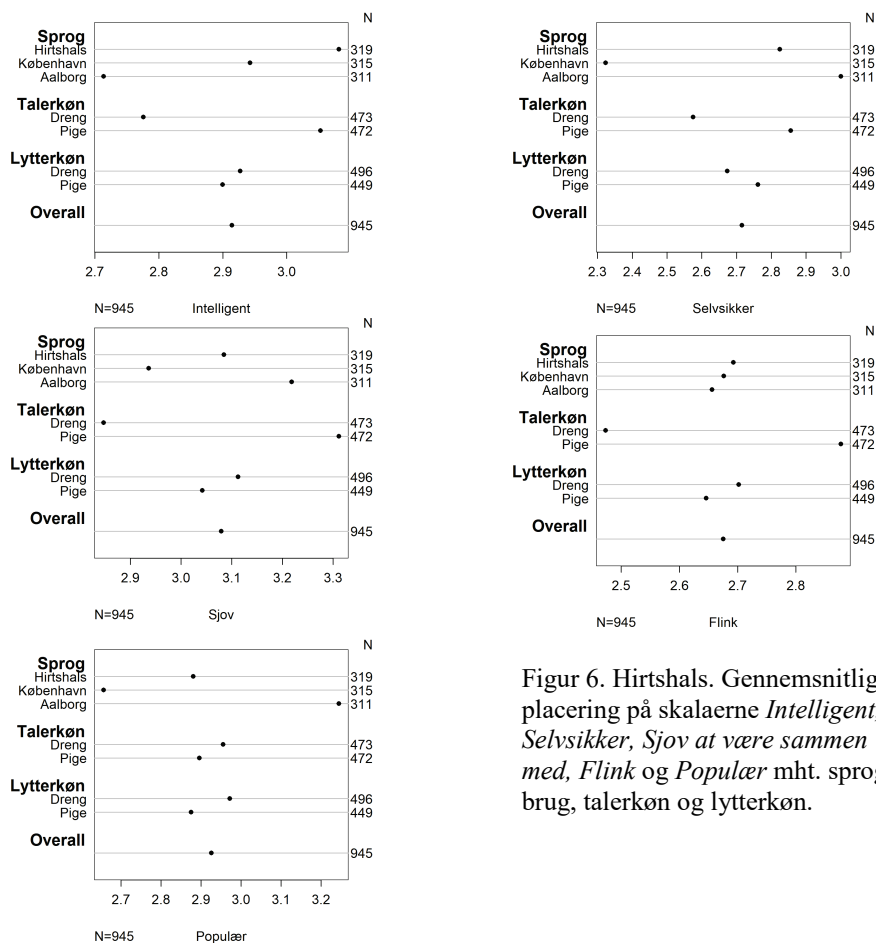 N
Sprog
Hirtshals 319
København 315
Aalborg 311
Talerkøn
Dreng 473
Pige 472
Lytterkøn
Dreng 496
Pige 449
Overall
945
2.7 2.8 2.9 3.0
N=945 Intelligent
N
Sprog
Hirtshals 319
København 315
Aalborg 311
Talerkøn
Dreng 473
Pige 472
Lytterkøn
Dreng 496
Pige 449
Overall
945
2.3 2.4 2.5 2.6 2.7 2.8 2.9 3.0
N=945 Selvsikker
N
Sprog
Hirtshals 319
København 315
Aalborg 311
Talerkøn
Dreng 473
Pige 472
Lytterkøn
Dreng 496
Pige 449
Overall
945
2.9 3.0 3.1 3.2 3.3
N=945 Sjov
N
Sprog
Hirtshals 319
København 315
Aalborg 311
Talerkøn
Dreng 473
Pige 472
Lytterkøn
Dreng 496
Pige 449
Overall
945
2.5 2.6 2.7 2.8
N=945 Flink
N
Sprog
Hirtshals 319
København 315
Aalborg 311
Talerkøn
Dreng 473
Pige 472
Lytterkøn
Dreng 496
Pige 449
Overall
945
2.7 2.8 2.9 3.0 3.1 3.2
N=945 Populær
Figur 6. Hirtshals. Gennemsnitlig
placering på skalaerne Intelligent,
Selvsikker, Sjov at være sammen
med, Flink og Populær mht. sprog
brug, talerkøn og lytterkøn.